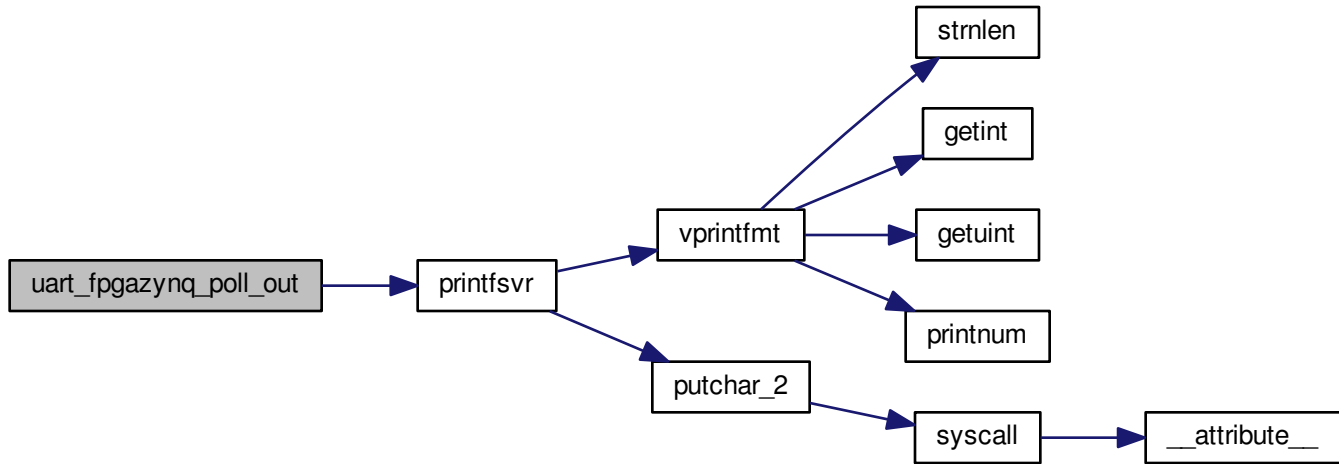 strnlen
getint
vprintfmt
getuint
uart_fpgazynq_poll_out
printfsvr
printnum
putchar_2
syscall
__attribute__